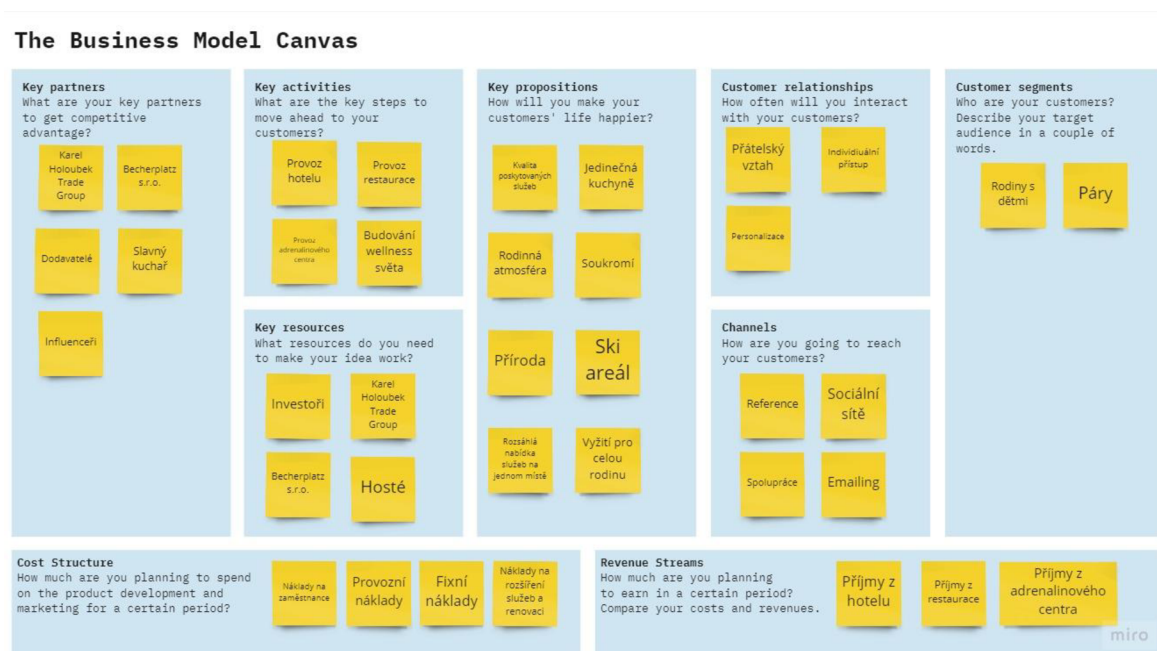 The Business Model Canvas
Key partners
What are your key partners
to get competitive
advantage?
Karel
Holoubek
Trade
Group
Becherplatz
s.r.o.
Dodavatelé
Slavný
kuchař
Influenceři
Key activities
What are the key steps to
move ahead to your
customers?
Provoz
hotelu
Provoz
restaurace
Provoz
adrenalinového
centra
Budování
wellness
světa
Key resources
What resources do you need
to make your idea work?
Investoři
Karel
Holoubek
Trade
Group
Becherplatz
s.r.o.
Hosté
Key propositions
How will you make your
customers' life happier?
Kvalita
poskytovaných
služeb
Jedinečná
kuchyně
Rodinná
atmosféra
Soukromí
Příroda
Ski
areál
Rozsáhlá
nabídka
služeb na
jednom místě
Vyžití pro
celou
rodinu
Customer relationships
How often will you interact
with your customers?
Přátelský
vztah
Individiuální
přístup
Personalizace
Channels
How are you going to reach
your customers?
Reference
Sociální
sítě
Spolupráce
Emailing
Customer segments
Who are your customers?
Describe your target
audience in a couple of
words.
Rodiny s
dětmi
Páry
Cost Structure
How much are you planning to spend
on the product development and
marketing for a certain period?
Náklady na
zaměstnance
Provozní
náklady
Fixní
náklady
Náklady na
rozšíření
služeb a
renovaci
Revenue Streams
How much are you planning
to earn in a certain period?
Compare your costs and revenues.
Příjmy z
hotelu
Příjmy z
restaurace
Příjmy z
adrenalinového
centra
miro